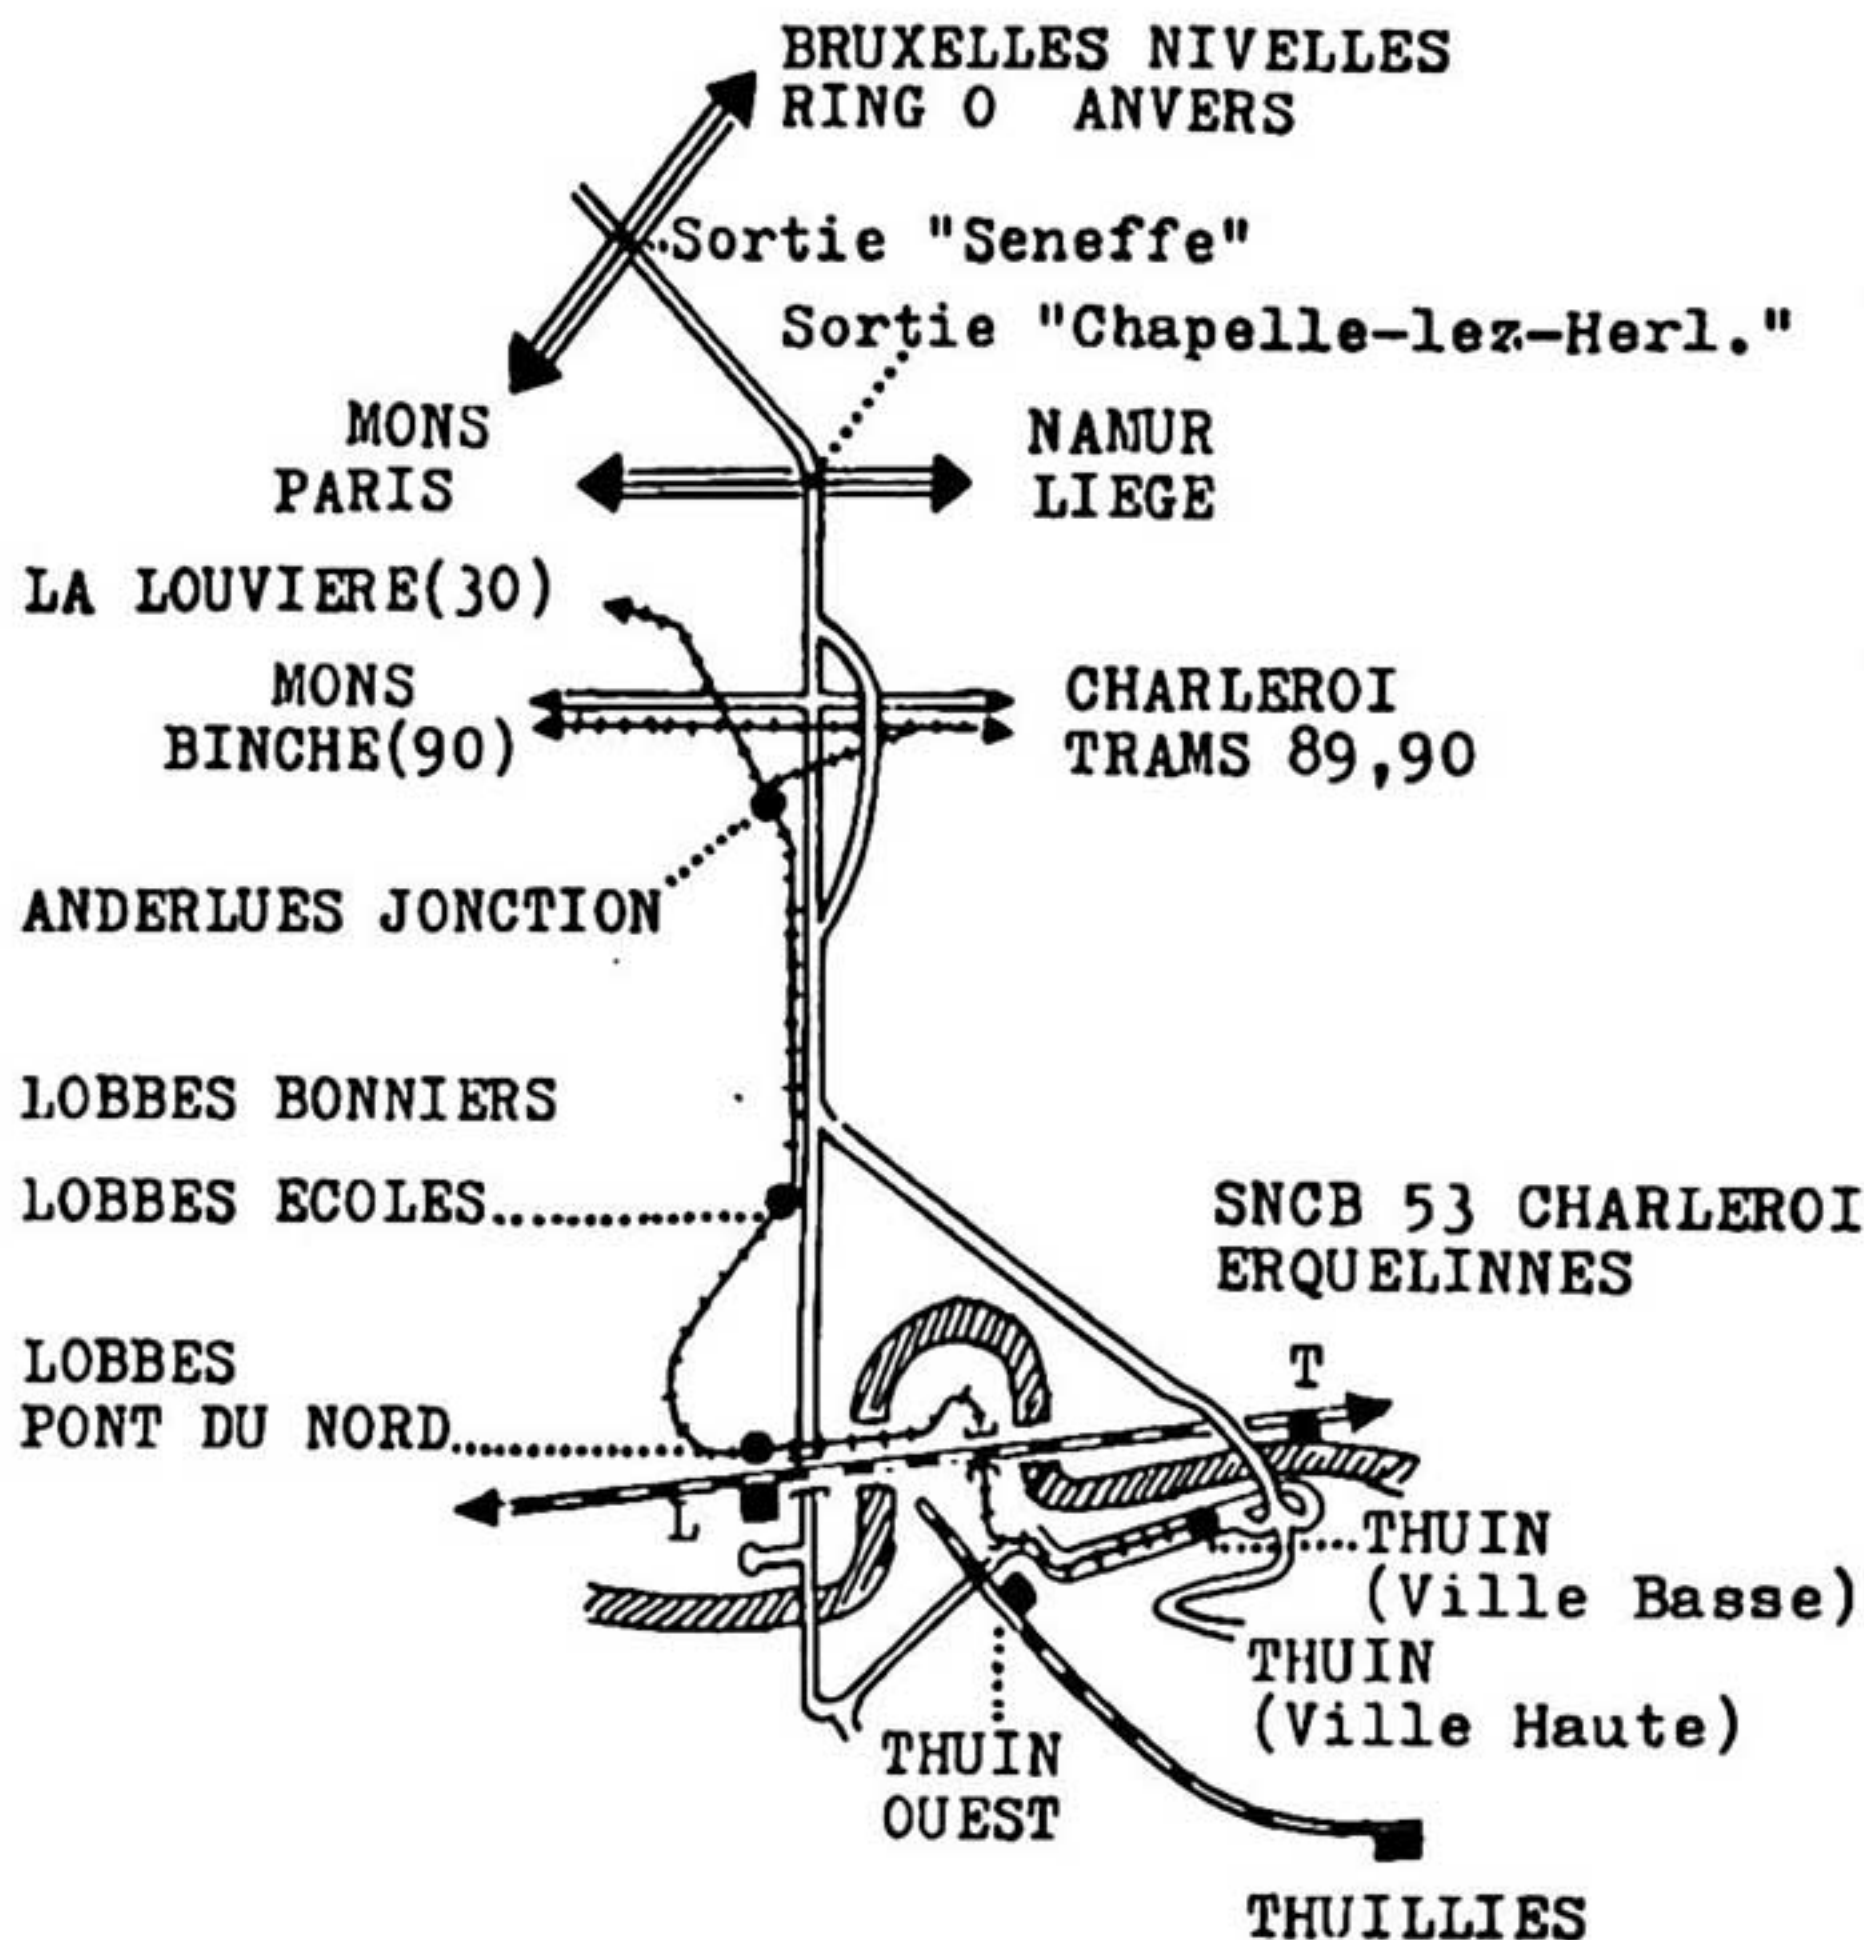 BRUXELLES NIVELLES
RING O ANVERS
Sortie "Seneffe"
Sortie "Chapelle-lez-Herl."
MONS
PARIS
NAMUR
LIEGE
LA LOUVIERE(30)
MONS
BINCHE(90)
CHARLEROI
TRAMS 89,90
ANDERLUES JONCTION
LOBBES BONNIERS
LOBBES ECOLES
SNCB 53 CHARLEROI
ERQUELINNES
LOBBES
PONT DU NORD
T
L
THUIN
(Ville Basse)
THUIN
(Ville Haute)
THUIN
OUEST
THUILLIES